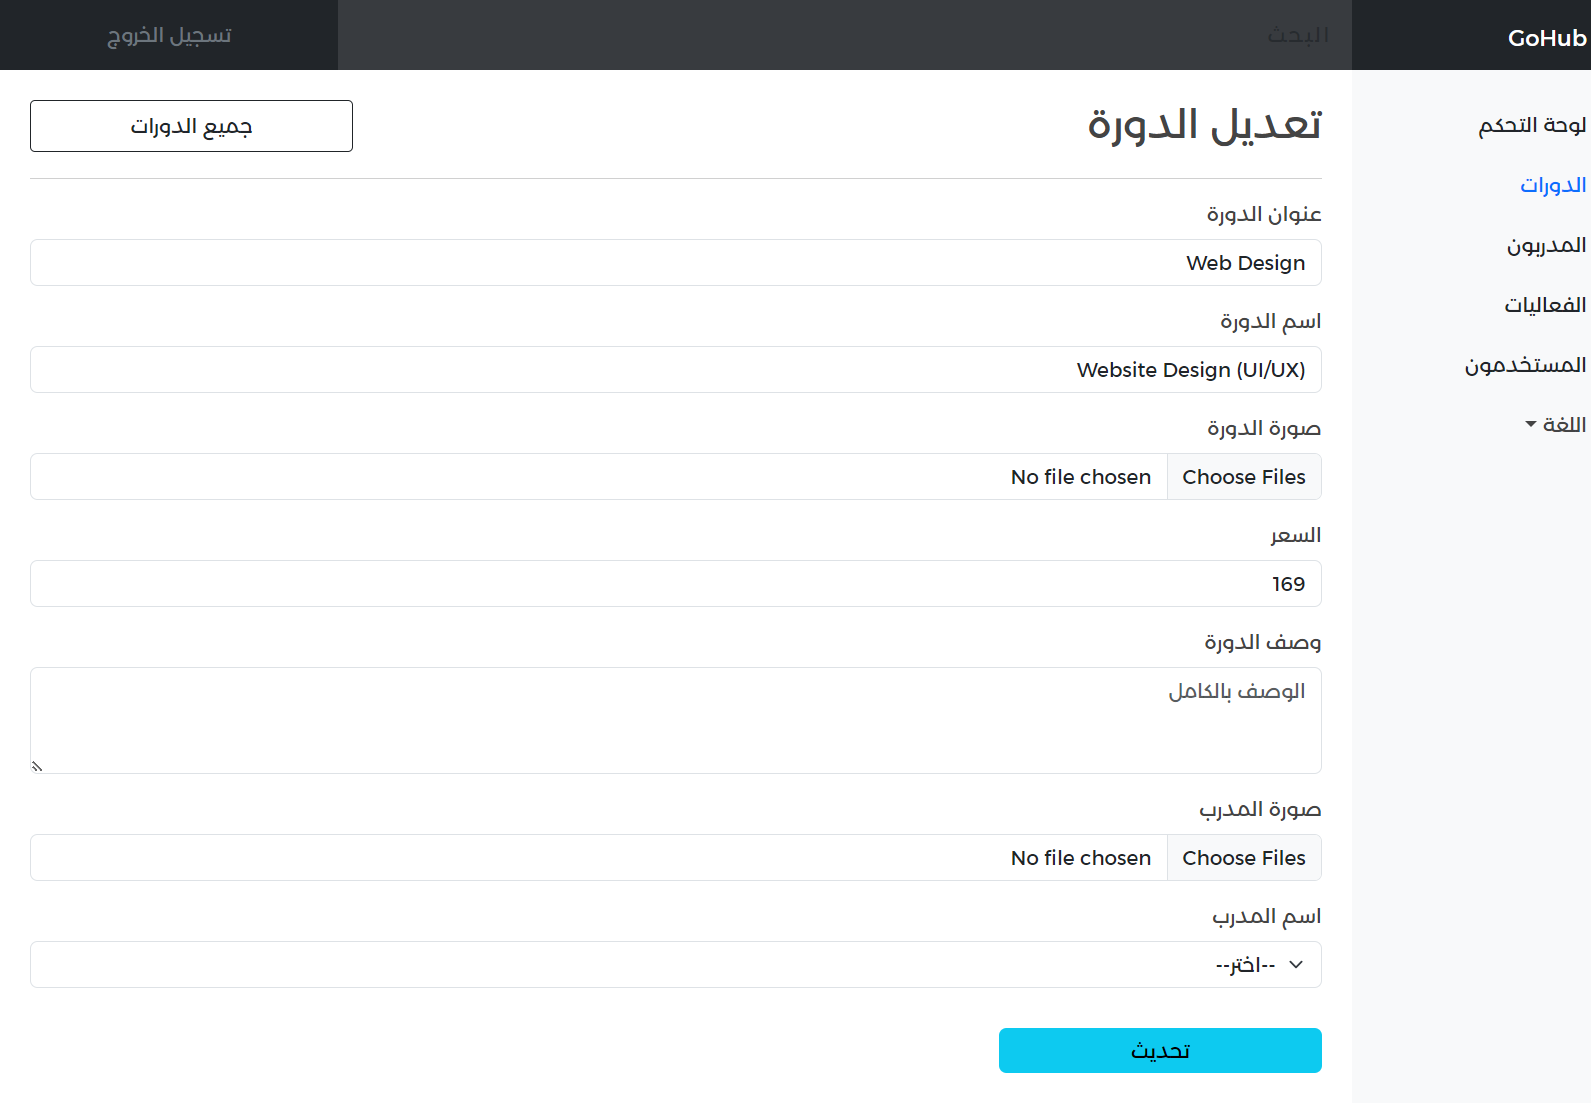 GoHub
البحث
تسجيل الخروج
لوحة التحكم
الدورات
المدربون
الفعاليات
المستخدمون
اللغة
تعديل الدورة
جميع الدورات
عنوان الدورة
Web Design
اسم الدورة
Website Design (UI/UX)
صورة الدورة
Choose Files No file chosen
السعر
169
وصف الدورة
الوصف بالكامل
صورة المدرب
Choose Files No file chosen
اسم المدرب
--اختر--
تحديث